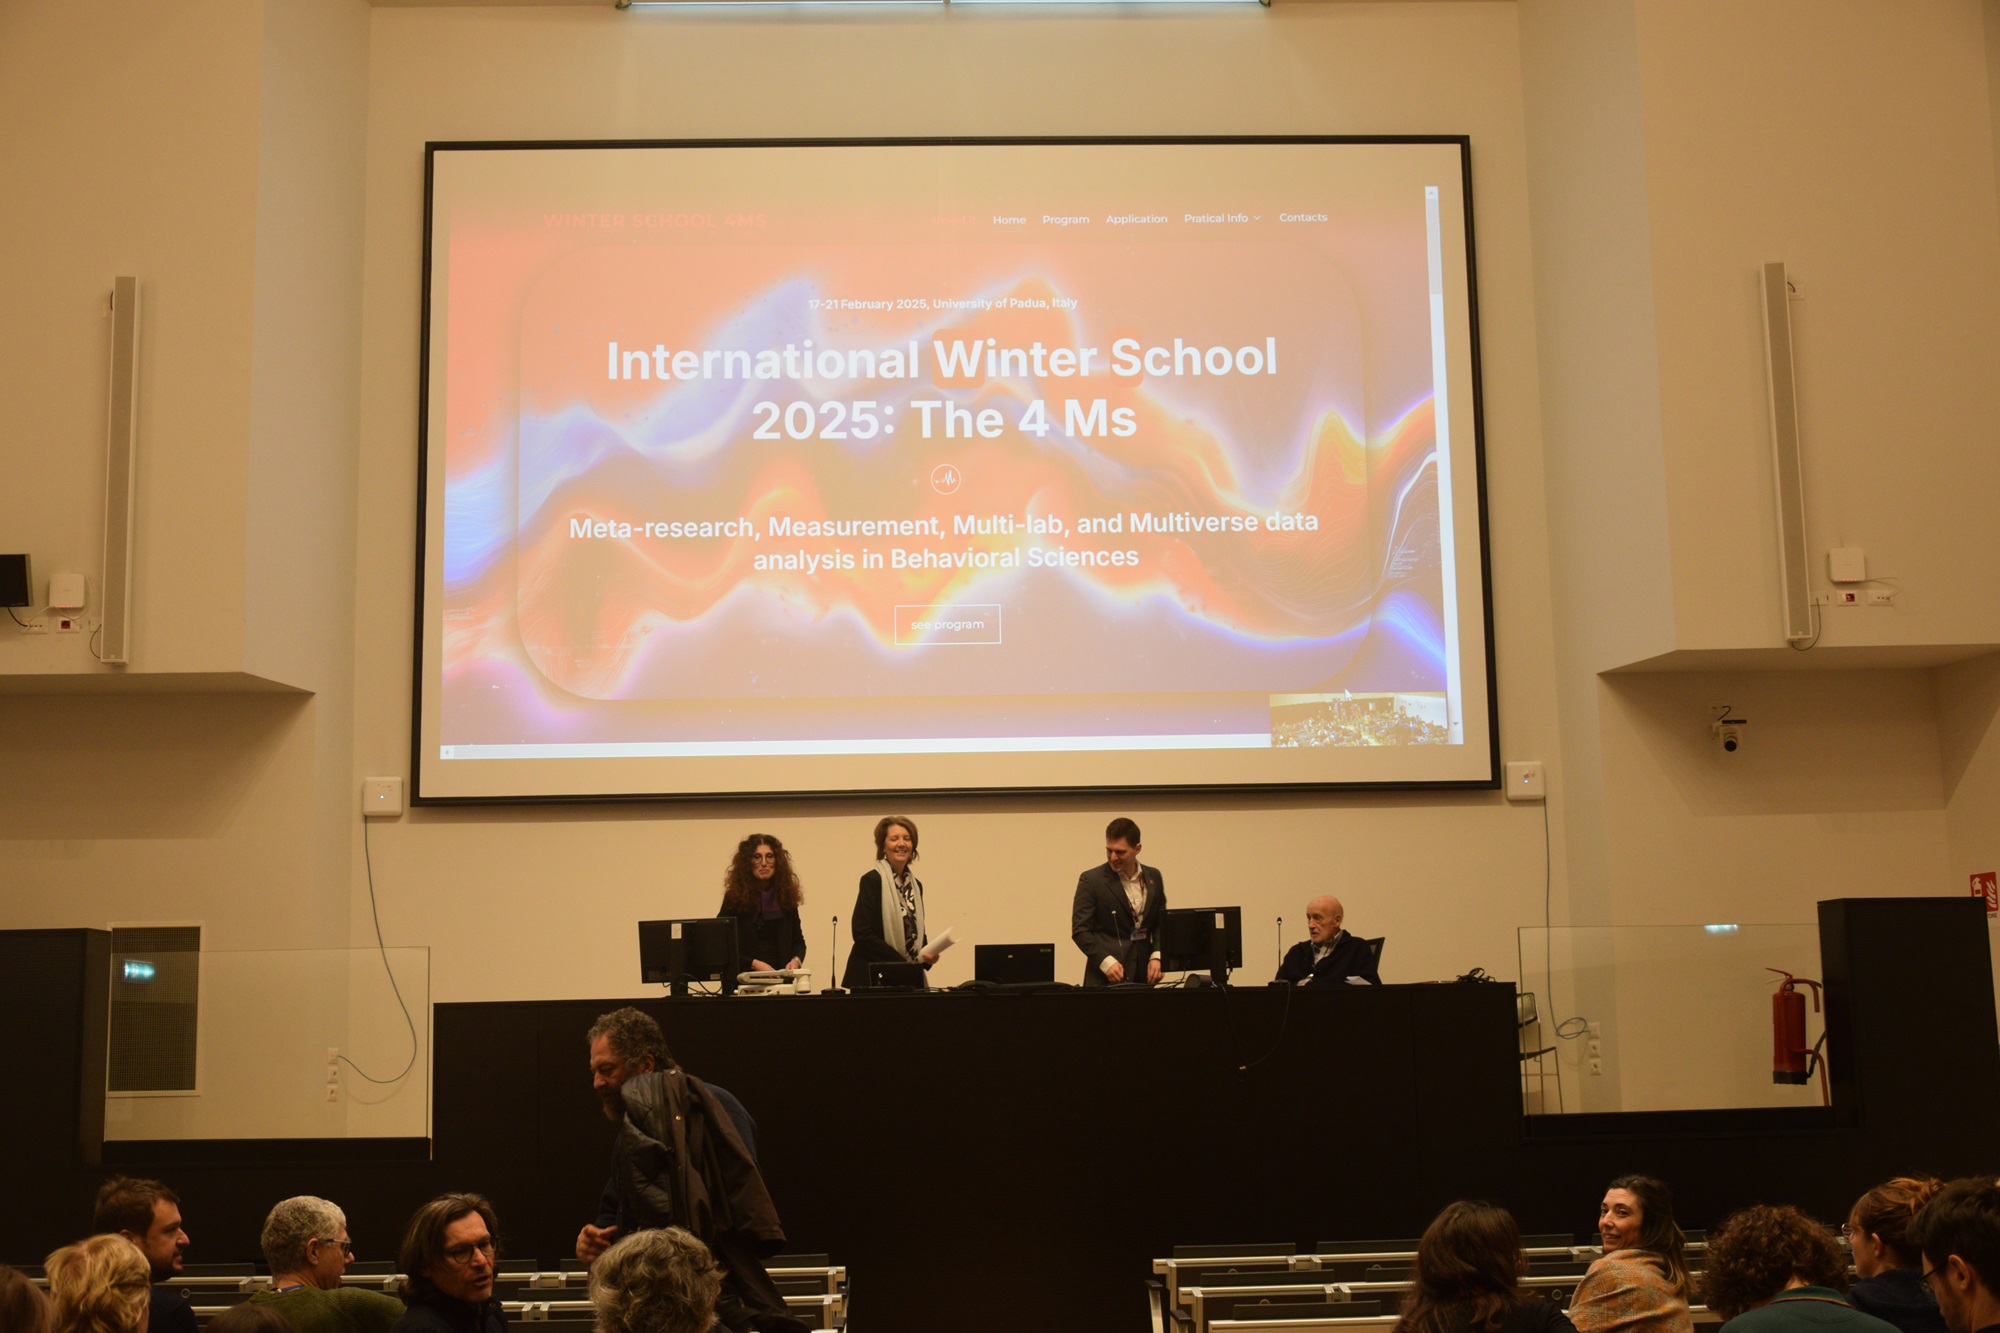 WINTER SCHOOL 4MS
Home Program Application Pratical Info Contacts
17-21 February 2025, University of Padua, Italy
International Winter School
2025: The 4 Ms
Meta-research, Measurement, Multi-lab, and Multiverse data
analysis in Behavioral Sciences
see program